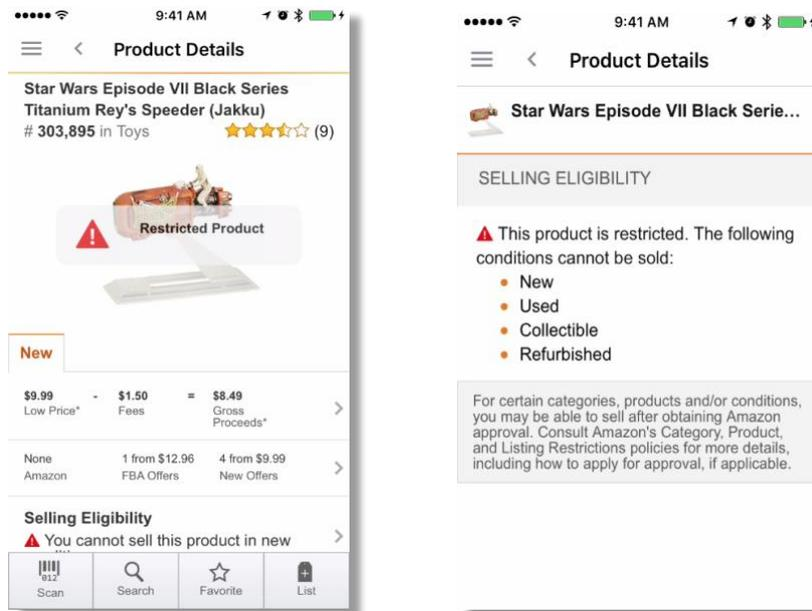 9:41 AM
Product Details
Star Wars Episode VII Black Series
Titanium Rey's Speeder (Jakku)
# 303,895 in Toys (9)
Restricted Product
New
$9.99 - $1.50 = $8.49
Low Price* Fees Gross
Proceeds*
None 1 from $12.96 4 from $9.99
Amazon FBA Offers New Offers
Selling Eligibility
You cannot sell this product in new
012
Scan Search Favorite List
9:41 AM
Product Details
Star Wars Episode VII Black Serie...
SELLING ELIGIBILITY
This product is restricted. The following
conditions cannot be sold:
• New
• Used
• Collectible
• Refurbished
For certain categories, products and/or conditions,
you may be able to sell after obtaining Amazon
approval. Consult Amazon's Category, Product,
and Listing Restrictions policies for more details,
including how to apply for approval, if applicable.